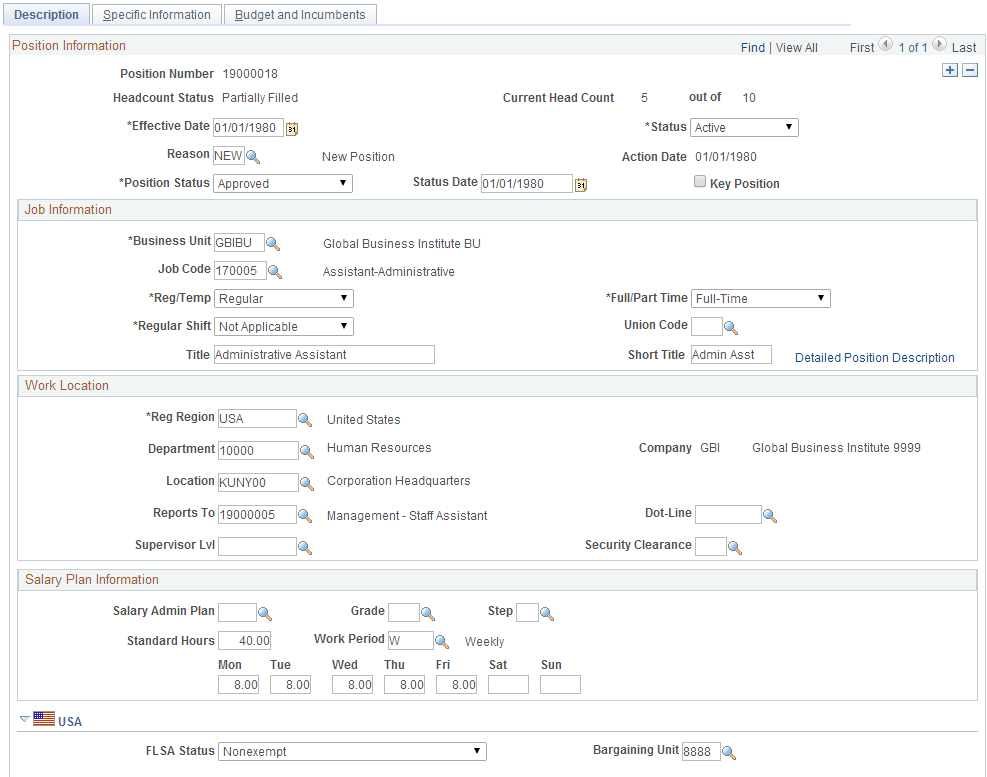 Description Specific Information Budget and Incumbents
Position Information Find | View All First 1 of 1 Last
Position Number 19000018
Headcount Status Partially Filled Current Head Count 5 out of 10
*Effective Date 01/01/1980 31 *Status Active
Reason NEW New Position Action Date 01/01/1980
*Position Status Approved Status Date 01/01/1980 31 Key Position
Job Information
*Business Unit GBIBU Global Business Institute BU
Job Code 170005 Assistant-Administrative
*Reg/Temp Regular *Full/Part Time Full-Time
*Regular Shift Not Applicable Union Code
Title Administrative Assistant Short Title Admin Asst Detailed Position Description
Work Location
*Reg Region USA United States
Department 10000 Human Resources Company GBI Global Business Institute 9999
Location KUNY00 Corporation Headquarters
Reports To 19000005 Management - Staff Assistant Dot-Line
Supervisor Lvl Security Clearance
Salary Plan Information
Salary Admin Plan Grade Step
Standard Hours 40.00 Work Period W Weekly
Mon Tue Wed Thu Fri Sat Sun
8.00 8.00 8.00 8.00 8.00
USA
FLSA Status Nonexempt Bargaining Unit 8888